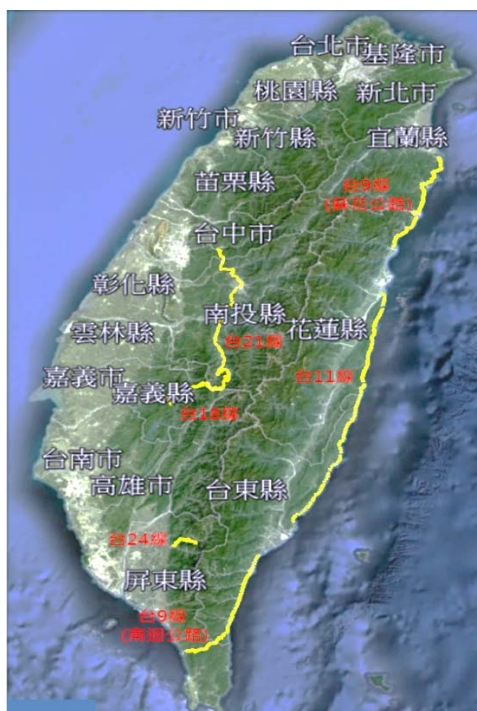 台北市
基隆市
桃園縣
新北市
新竹市
新竹縣
宜蘭縣
苗栗縣
台9線
(蘇花公路)
台中市
彰化縣
南投縣
花蓮縣
雲林縣
台21線
嘉義市
嘉義縣
台11線
台18線
台南市
高雄市
台東縣
台24線
屏東縣
台9線
(南迴公路)